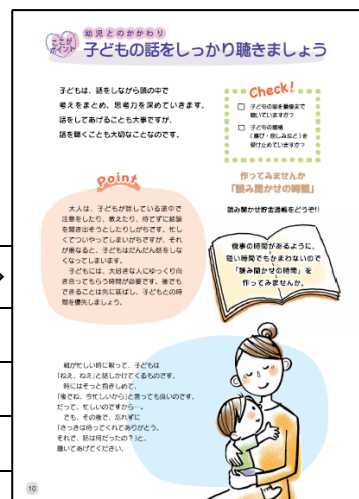 ここが
ポイント
幼児とのかかわり
子どもの話をしっかり聴きましょう
子どもは、話をしながら頭の中で
考えをまとめ、思考力を深めていきます。
話をしてあげることも大事ですが、
話を聴くことも大切なことなのです。
Check!
□ 子どもの話を最後まで
聴いていますか?
□ 子どもの感情
(喜び・悲しみなど)を
受け止めていますか?
Point
大人は、子どもが話している途中で
注意をしたり、教えたり、待てずに結論
を聞き出そうとしたりしがちです。忙し
くてついやってしまいがちですが、それ
が重なると、子どもはだんだん話をしな
くなってしまいます。
子どもには、大好きな人にゆっくり向
き合ってもらう時間が必要です。後でも
できることは先に延ばし、子どもとの時
間を優先しましょう。
作ってみませんか
「読み聞かせの時間」
読み聞かせ貯金通帳をどうぞ!!
食事の時間があるように、
短い時間でもかまわないので
「読み聞かせの時間」を
作ってみませんか。
親が忙しい時に限って、子どもは
「ねえ、ねえ」と話しかけてくるものです。
時にはそっと抱きしめて、
「後でね、今忙しいから」と言っても良いのです。
だって、忙しいのですから…。
でも、その後で、忘れずに
「さっきは待ってくれてありがとう。
それで、話は何だったの?」と、
聴いてあげてください。
10